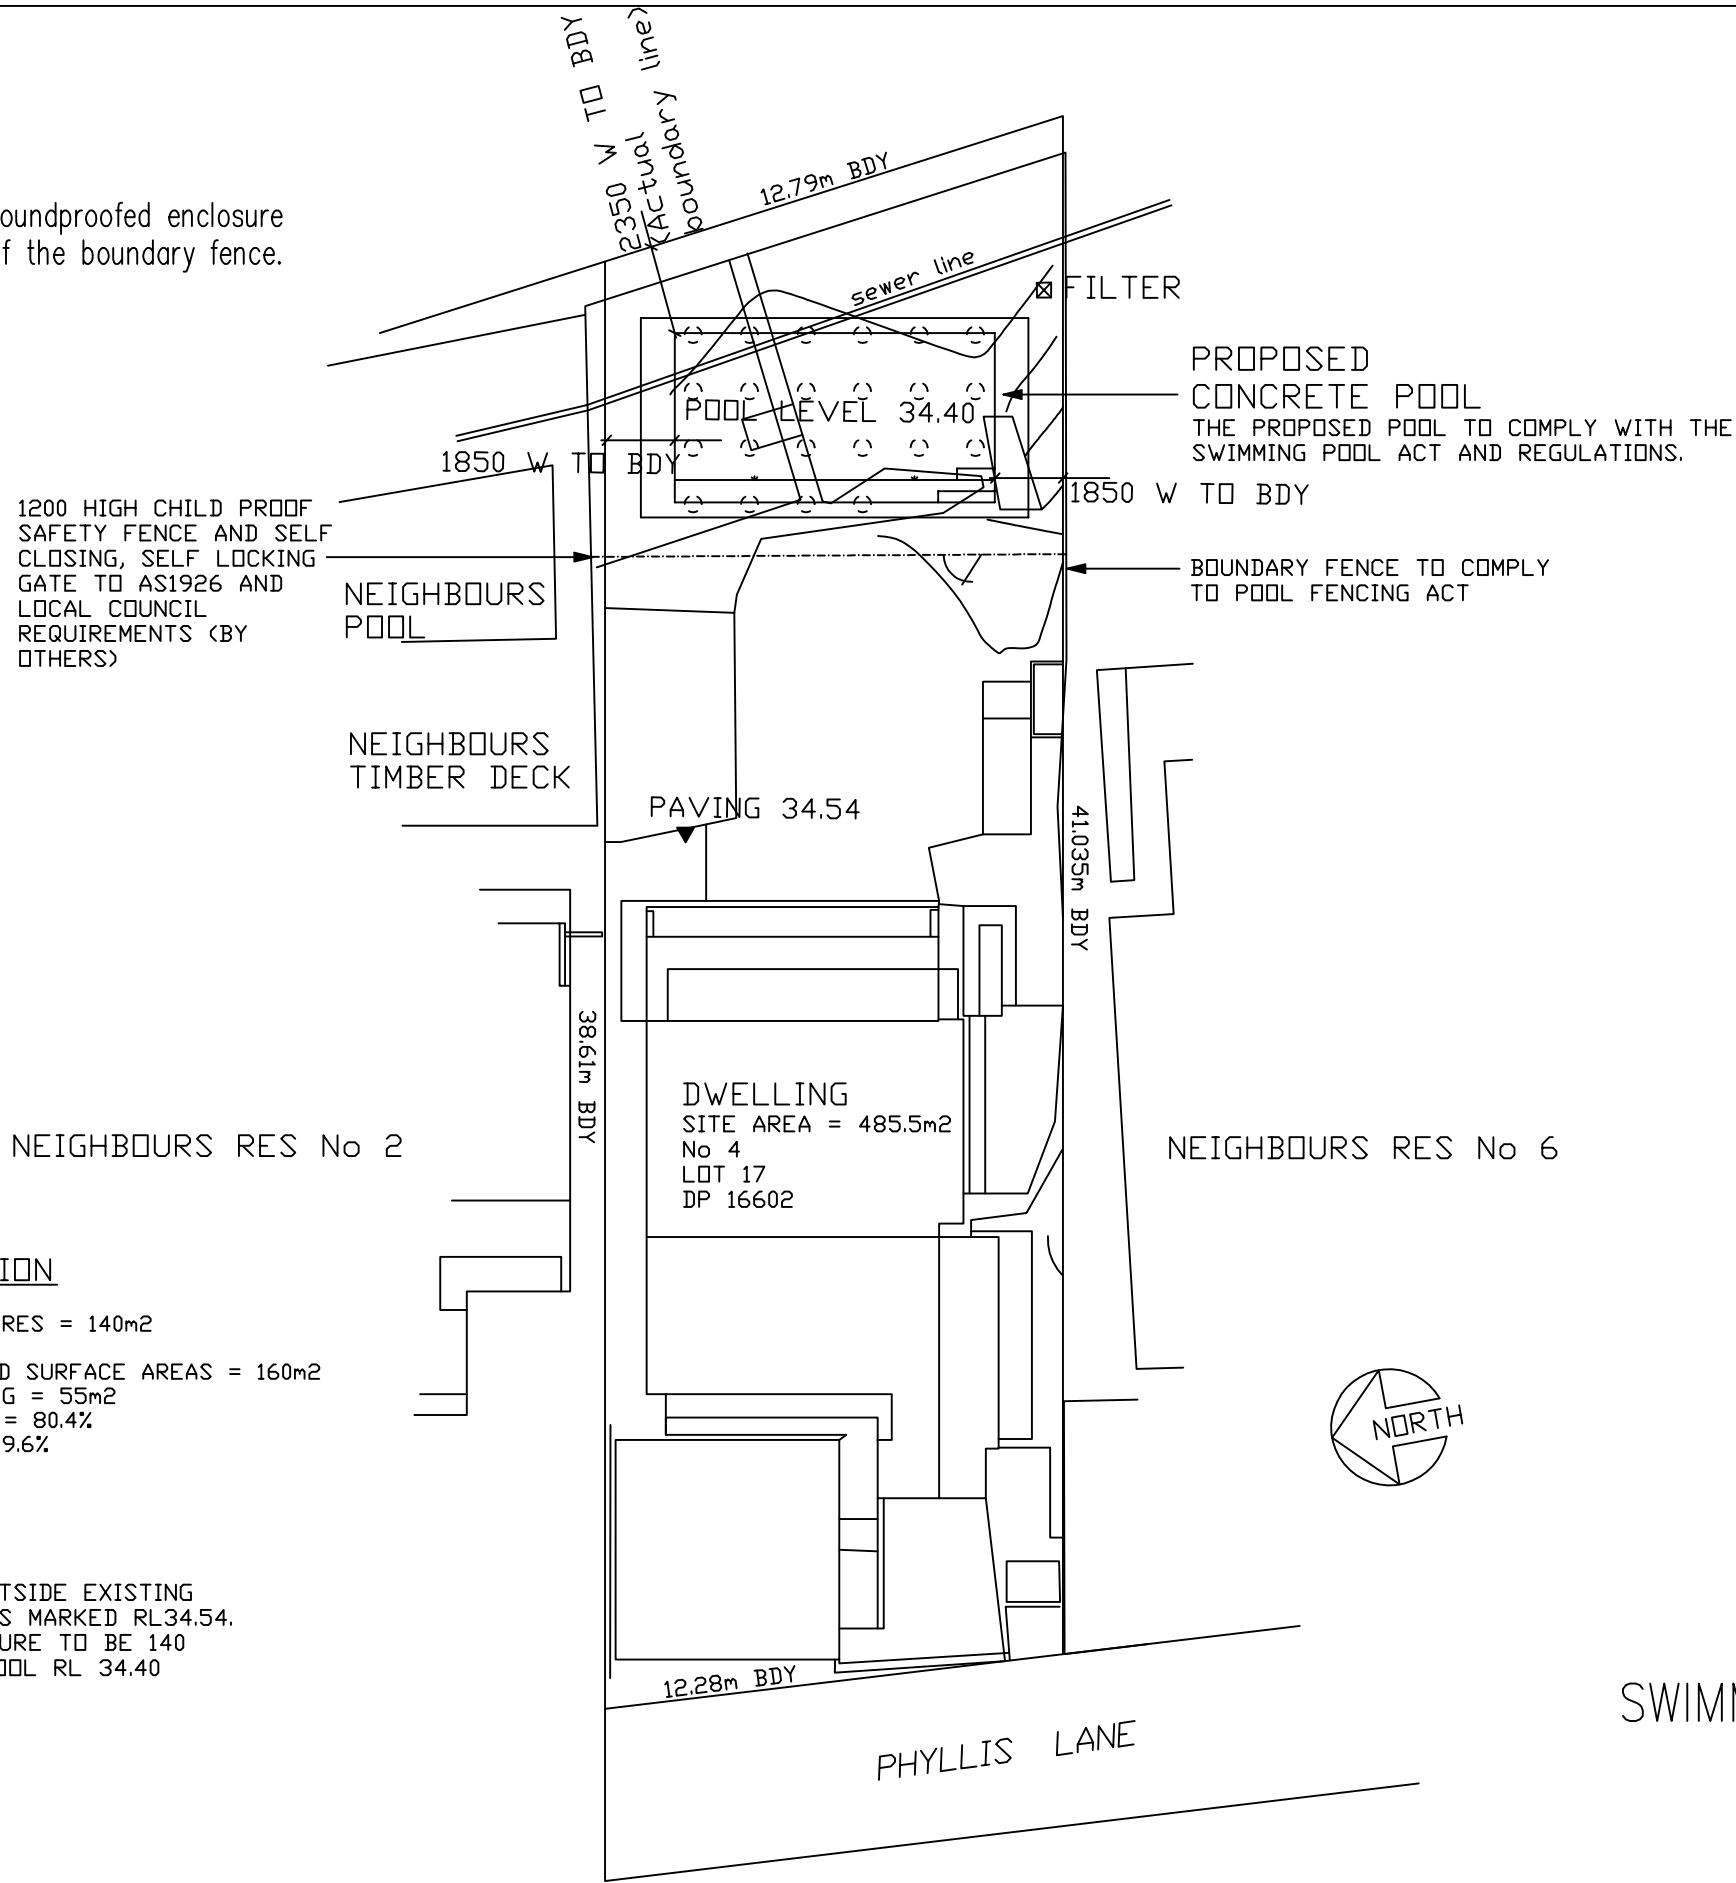 2350 W TO BDY
(Actual
boundary line)
12.79m BDY
oundproofed enclosure
f the boundary fence.
sewer line
FILTER
PROPOSED
CONCRETE POOL
THE PROPOSED POOL TO COMPLY WITH THE
SWIMMING POOL ACT AND REGULATIONS.
POOL LEVEL 34.40
1850 W TO BDY
1850 W TO BDY
1200 HIGH CHILD PROOF
SAFETY FENCE AND SELF
CLOSING, SELF LOCKING
GATE TO AS1926 AND
LOCAL COUNCIL
REQUIREMENTS (BY
OTHERS)
NEIGHBOURS
POOL
BOUNDARY FENCE TO COMPLY
TO POOL FENCING ACT
NEIGHBOURS
TIMBER DECK
PAVING 34.54
41.035m BDY
38.61m BDY
DWELLING
SITE AREA = 485.5m2
No 4
LOT 17
DP 16602
NEIGHBOURS RES No 2
NEIGHBOURS RES No 6
ION
RES = 140m2
D SURFACE AREAS = 160m2
G = 55m2
= 80.4%
9.6%
NORTH
TSIDE EXISTING
S MARKED RL34.54.
URE TO BE 140
OOL RL 34.40
12.28m BDY
PHYLLIS LANE
SWIMM